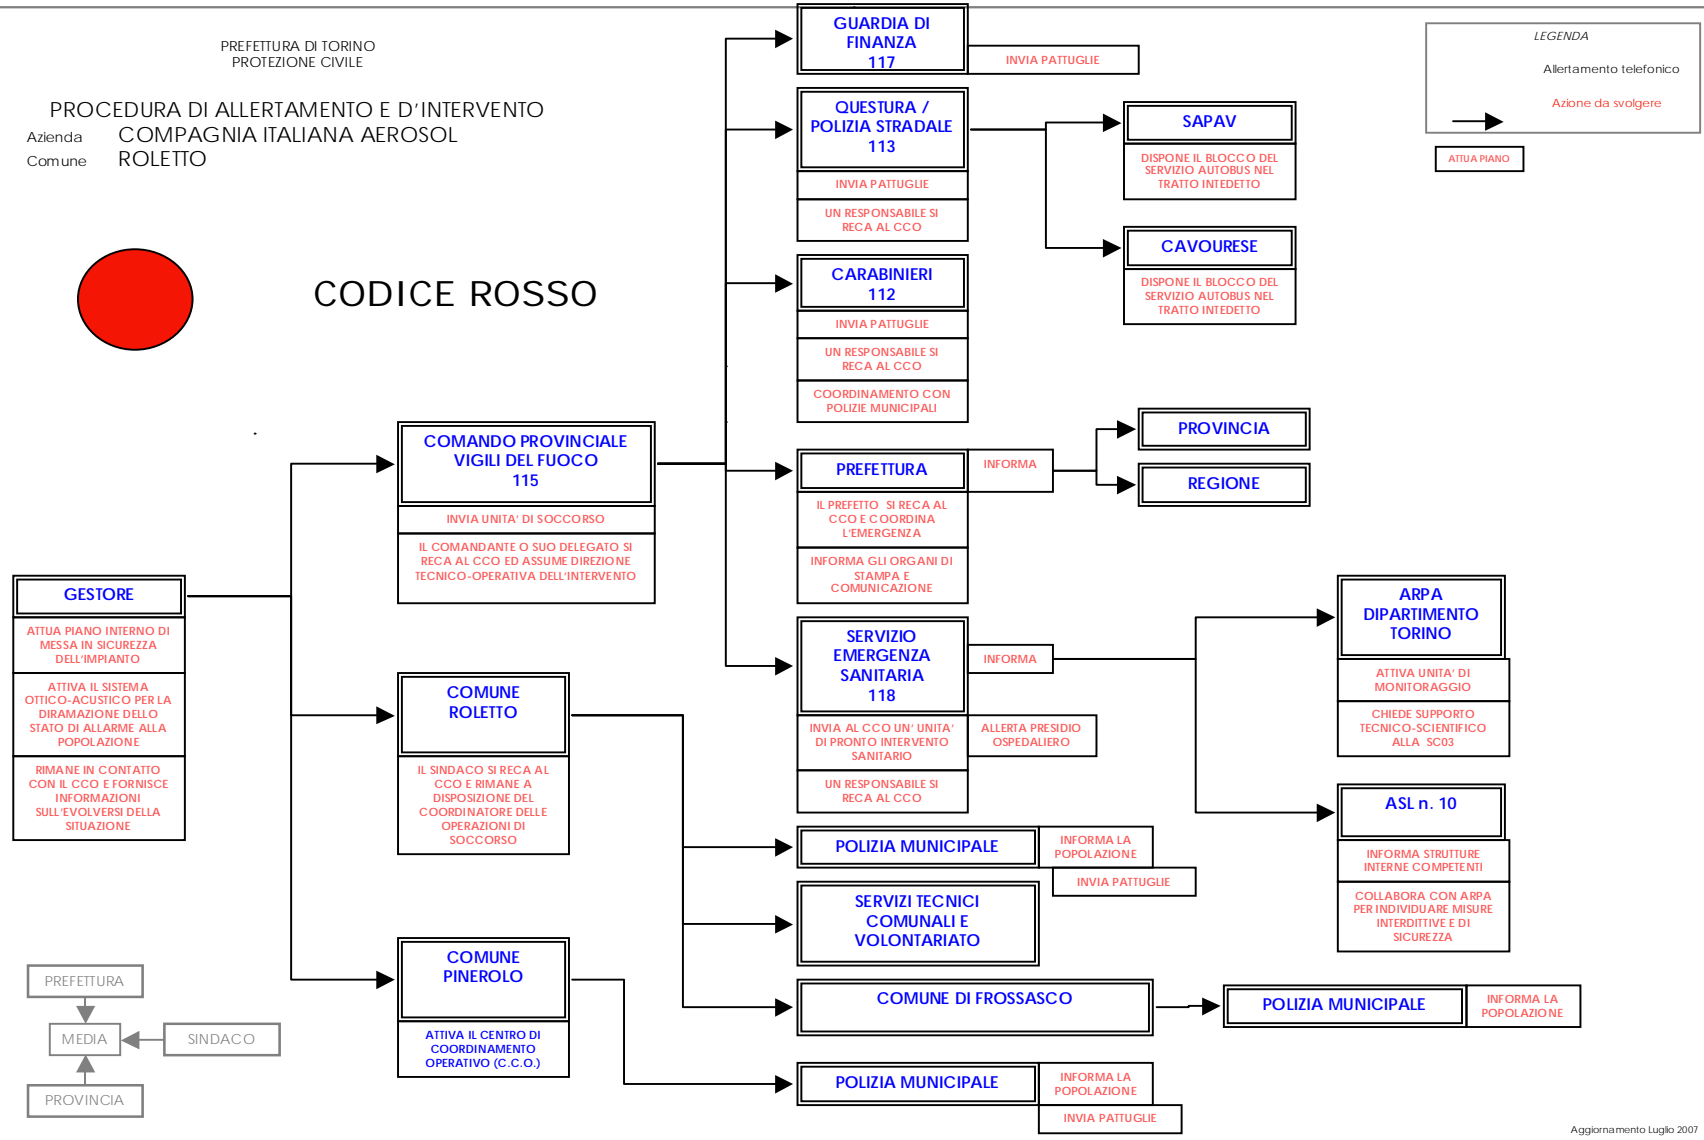 PREFETTURA DI TORINO
PROTEZIONE CIVILE
PROCEDURA DI ALLERTAMENTO E D'INTERVENTO
Azienda COMPAGNIA ITALIANA AEROSOL
Comune ROLETTO
CODICE ROSSO
LEGENDA
Allertamento telefonico
Azione da svolgere
ATTUA PIANO
GESTORE
ATTUA PIANO INTERNO DI
MESSA IN SICUREZZA
DELL'IMPIANTO
ATTIVA IL SISTEMA
OTTICO-ACUSTICO PER LA
DIRAMAZIONE DELLO
STATO DI ALLARME ALLA
POPOLAZIONE
RIMANE IN CONTATTO
CON IL CCO E FORNISCE
INFORMAZIONI
SULL'EVOLVERSI DELLA
SITUAZIONE
COMANDO PROVINCIALE
VIGILI DEL FUOCO
115
INVIA UNITA' DI SOCCORSO
IL COMANDANTE O SUO DELEGATO SI
RECA AL CCO ED ASSUME DIREZIONE
TECNICO-OPERATIVA DELL'INTERVENTO
COMUNE
ROLETTO
IL SINDACO SI RECA AL
CCO E RIMANE A
DISPOSIZIONE DEL
COORDINATORE DELLE
OPERAZIONI DI
SOCCORSO
COMUNE
PINEROLO
ATTIVA IL CENTRO DI
COORDINAMENTO
OPERATIVO (C.C.O.)
GUARDIA DI
FINANZA
117
INVIA PATTUGLIE
QUESTURA /
POLIZIA STRADALE
113
INVIA PATTUGLIE
UN RESPONSABILE SI
RECA AL CCO
SAPAV
DISPONE IL BLOCCO DEL
SERVIZIO AUTOBUS NEL
TRATTO INTEDETTO
CAVOURESE
DISPONE IL BLOCCO DEL
SERVIZIO AUTOBUS NEL
TRATTO INTEDETTO
CARABINIERI
112
INVIA PATTUGLIE
UN RESPONSABILE SI
RECA AL CCO
COORDINAMENTO CON
POLIZIE MUNICIPALI
PREFETTURA
INFORMA
IL PREFETTO SI RECA AL
CCO E COORDINA
L'EMERGENZA
INFORMA GLI ORGANI DI
STAMPA E
COMUNICAZIONE
PROVINCIA
REGIONE
SERVIZIO
EMERGENZA
SANITARIA
118
INFORMA
INVIA AL CCO UN' UNITA'
DI PRONTO INTERVENTO
SANITARIO
ALLERTA PRESIDIO
OSPEDALIERO
UN RESPONSABILE SI
RECA AL CCO
ARPA
DIPARTIMENTO
TORINO
ATTIVA UNITA' DI
MONITORAGGIO
CHIEDE SUPPORTO
TECNICO-SCIENTIFICO
ALLA SC03
ASL n. 10
INFORMA STRUTTURE
INTERNE COMPETENTI
COLLABORA CON ARPA
PER INDIVIDUARE MISURE
INTERDITTIVE E DI
SICUREZZA
POLIZIA MUNICIPALE
INFORMA LA
POPOLAZIONE
INVIA PATTUGLIE
SERVIZI TECNICI
COMUNALI E
VOLONTARIATO
COMUNE DI FROSSASCO
POLIZIA MUNICIPALE
INFORMA LA
POPOLAZIONE
POLIZIA MUNICIPALE
INFORMA LA
POPOLAZIONE
INVIA PATTUGLIE
PREFETTURA
MEDIA
SINDACO
PROVINCIA
Aggiornamento Luglio 2007